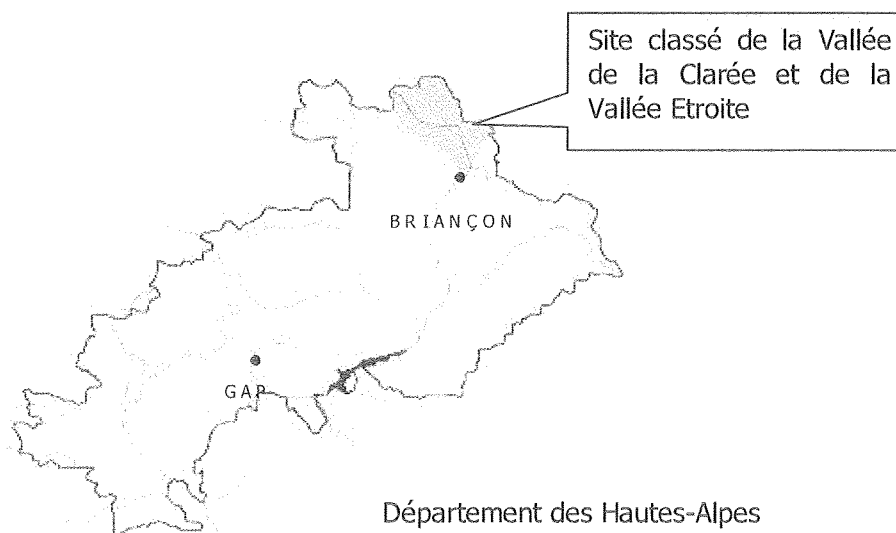 Site classé de la Vallée
de la Clarée et de la
Vallée Etroite
BRIANÇON
GAP
Département des Hautes-Alpes